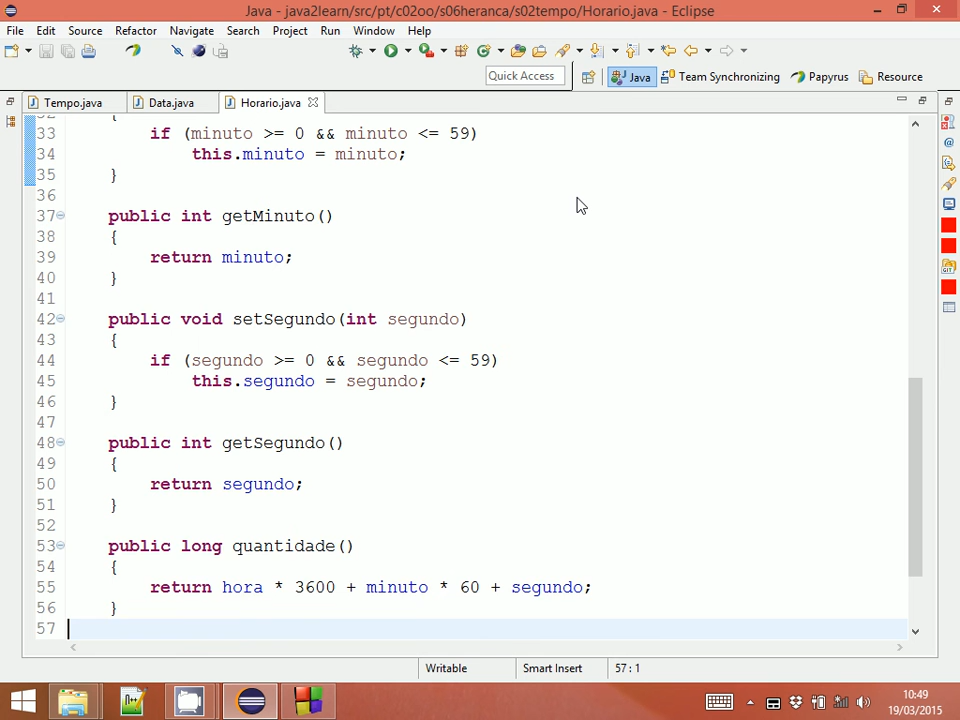 Java - java2learn/src/pt/c02oo/s06heranca/s02tempo/Horario.java - Eclipse
File Edit Source Refactor Navigate Search Project Run Window Help
Quick Access Java Team Synchronizing Papyrus Resource
Tempo.java Data.java Horario.java
33 if (minuto >= 0 && minuto <= 59)
34 this.minuto = minuto;
35 }
36
37 public int getMinuto()
38 {
39 return minuto;
40 }
41
42 public void setSegundo(int segundo)
43 {
44 if (segundo >= 0 && segundo <= 59)
45 this.segundo = segundo;
46 }
47
48 public int getSegundo()
49 {
50 return segundo;
51 }
52
53 public long quantidade()
54 {
55 return hora * 3600 + minuto * 60 + segundo;
56 }
57
Writable Smart Insert 57 : 1
10:49
19/03/2015